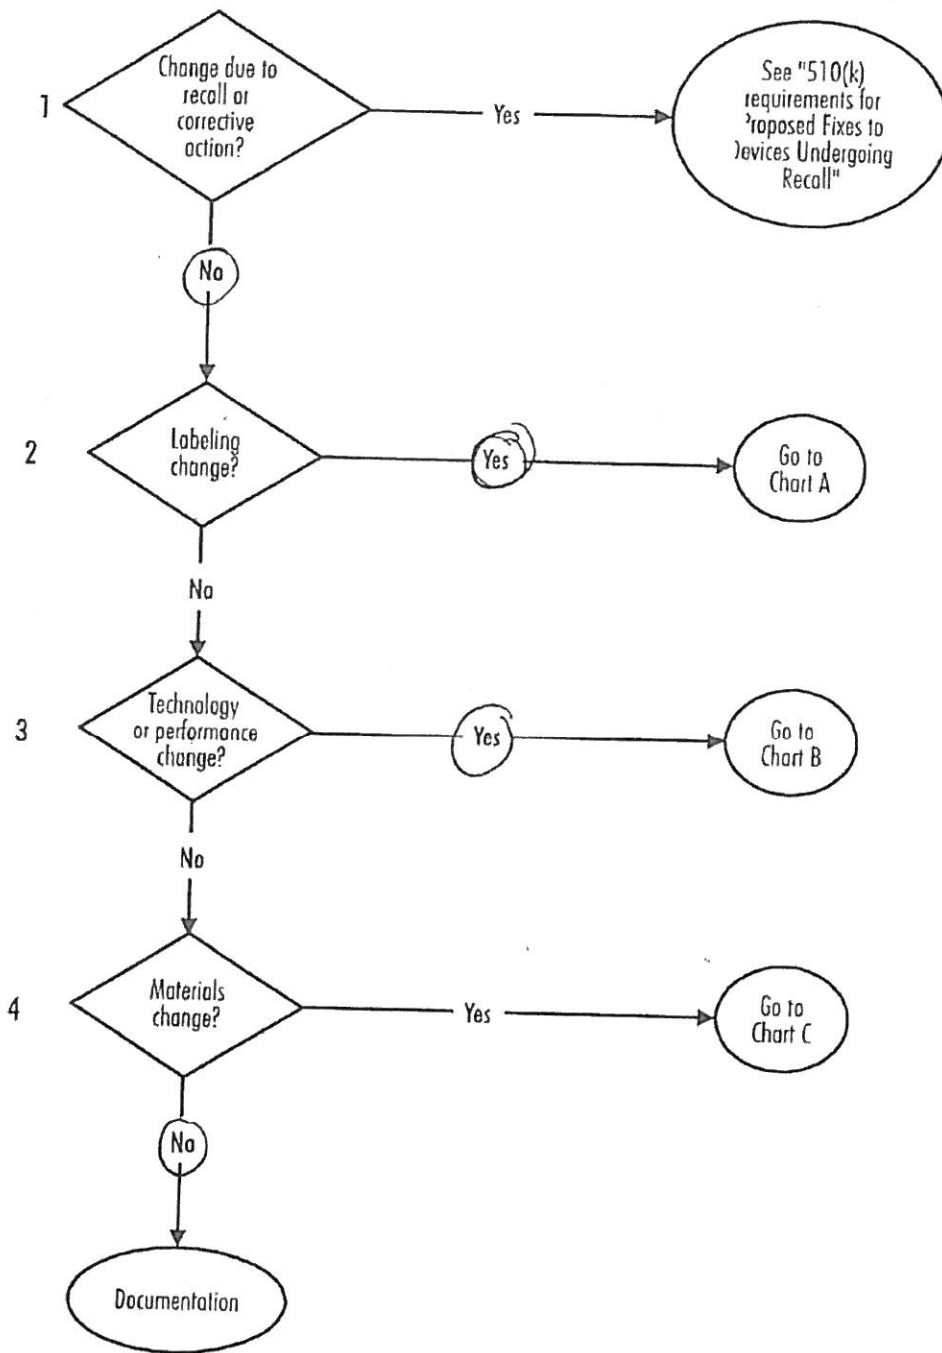 1
Change due to
recall or
corrective
action?
Yes
See "510(k)
requirements for
Proposed Fixes to
Devices Undergoing
Recall"
No
2
Labeling
change?
Yes
Go to
Chart A
No
3
Technology
or performance
change?
Yes
Go to
Chart B
No
4
Materials
change?
Yes
Go to
Chart C
No
Documentation